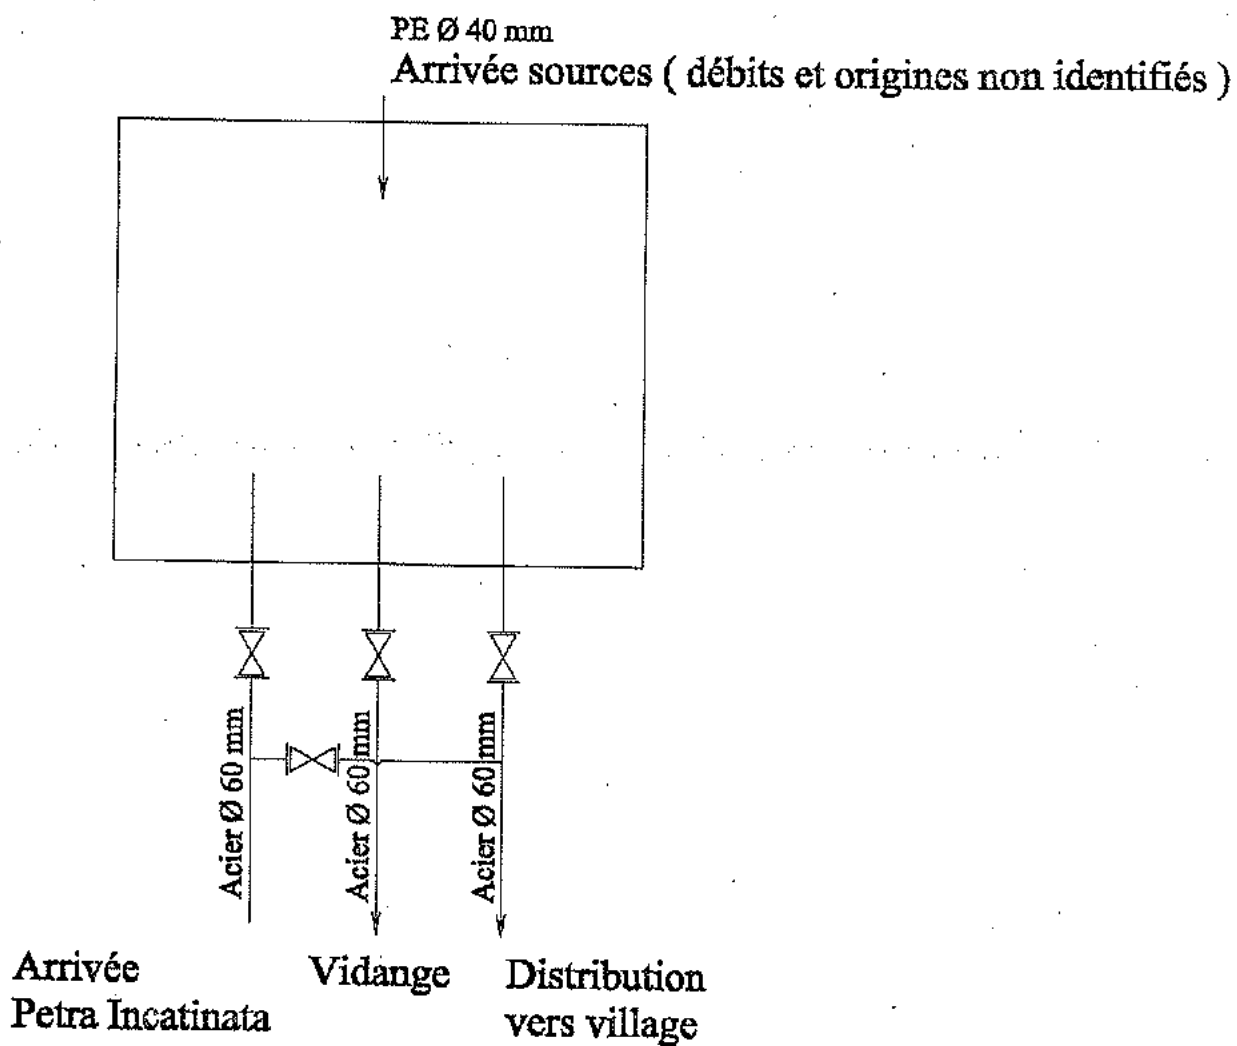 PE Ø 40 mm
Arrivée sources ( débits et origines non identifiés )
Acier Ø 60 mm
Acier Ø 60 mm
Acier Ø 60 mm
Arrivée
Petra Incatinata
Vidange
Distribution
vers village